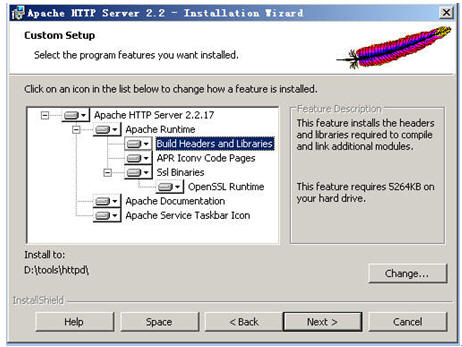 Apache HTTP Server 2.2 - Installation Wizard
Custom Setup
Select the program features you want installed.
Click on an icon in the list below to change how a feature is installed.
Apache HTTP Server 2.2.17
Apache Runtime
Build Headers and Libraries
APR Iconv Code Pages
Ssl Binaries
OpenSSL Runtime
Apache Documentation
Apache Service Taskbar Icon
Feature Description
This feature installs the headers
and libraries required to compile
and link additional modules.
This feature requires 5264KB on
your hard drive.
Install to:
D:\tools\httpd\
Change...
InstallShield
Help
Space
< Back
Next >
Cancel